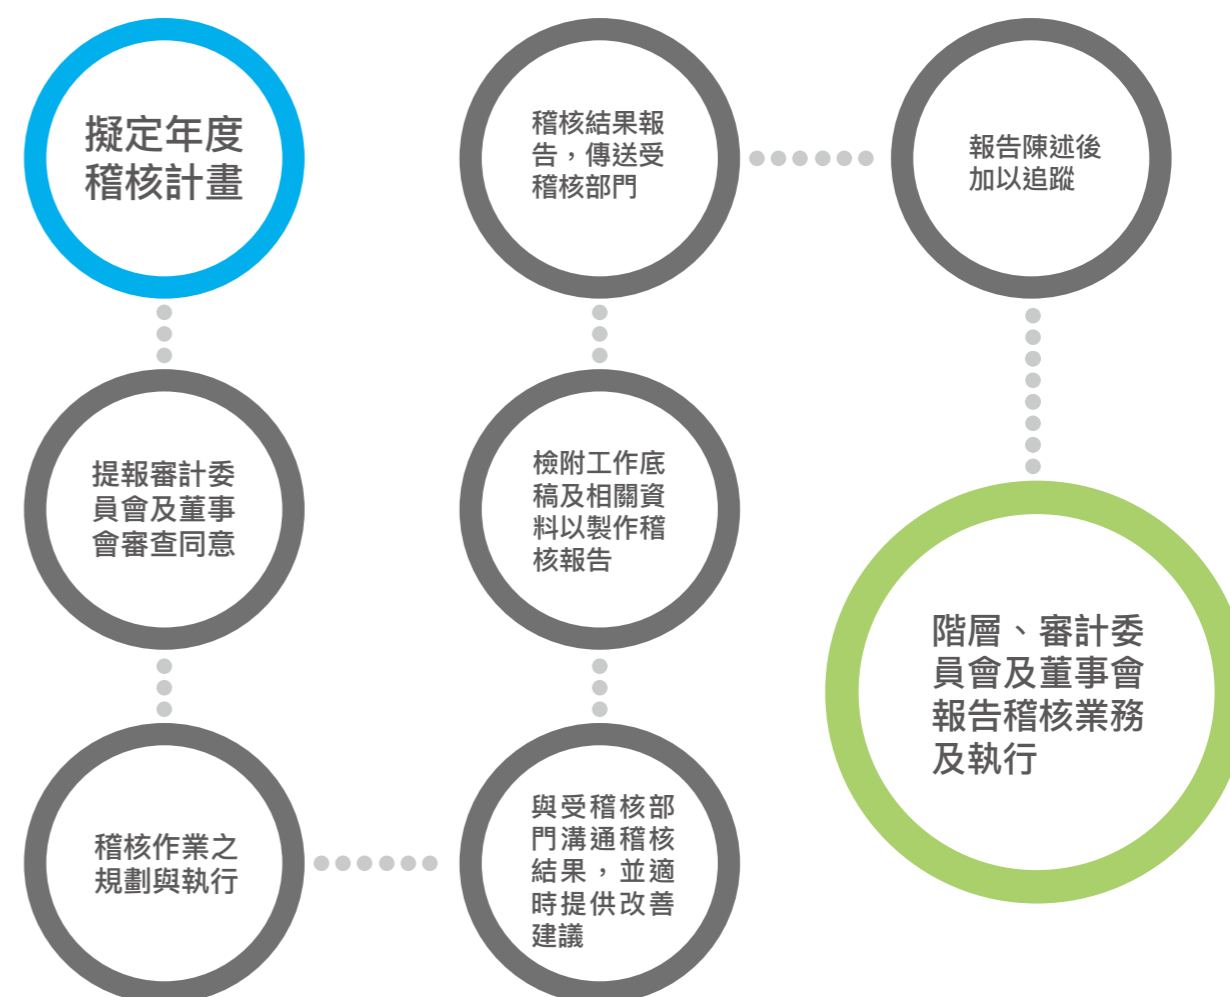 擬定年度
稽核計畫
提報審計委
員會及董事
會審查同意
稽核作業之
規劃與執行
與受稽核部
門溝通稽核
結果，並適
時提供改善
建議
檢附工作底
稿及相關資
料以製作稽
核報告
稽核結果報
告，傳送受
稽核部門
報告陳述後
加以追蹤
階層、審計委
員會及董事會
報告稽核業務
及執行